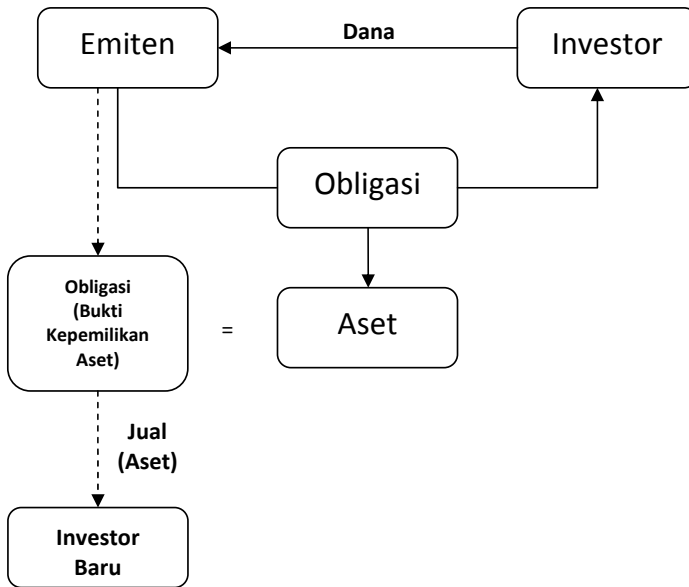 Emiten
Dana
Investor
Obligasi
Obligasi
(Bukti
Kepemilikan
Aset)
=
Aset
Jual
(Aset)
Investor
Baru